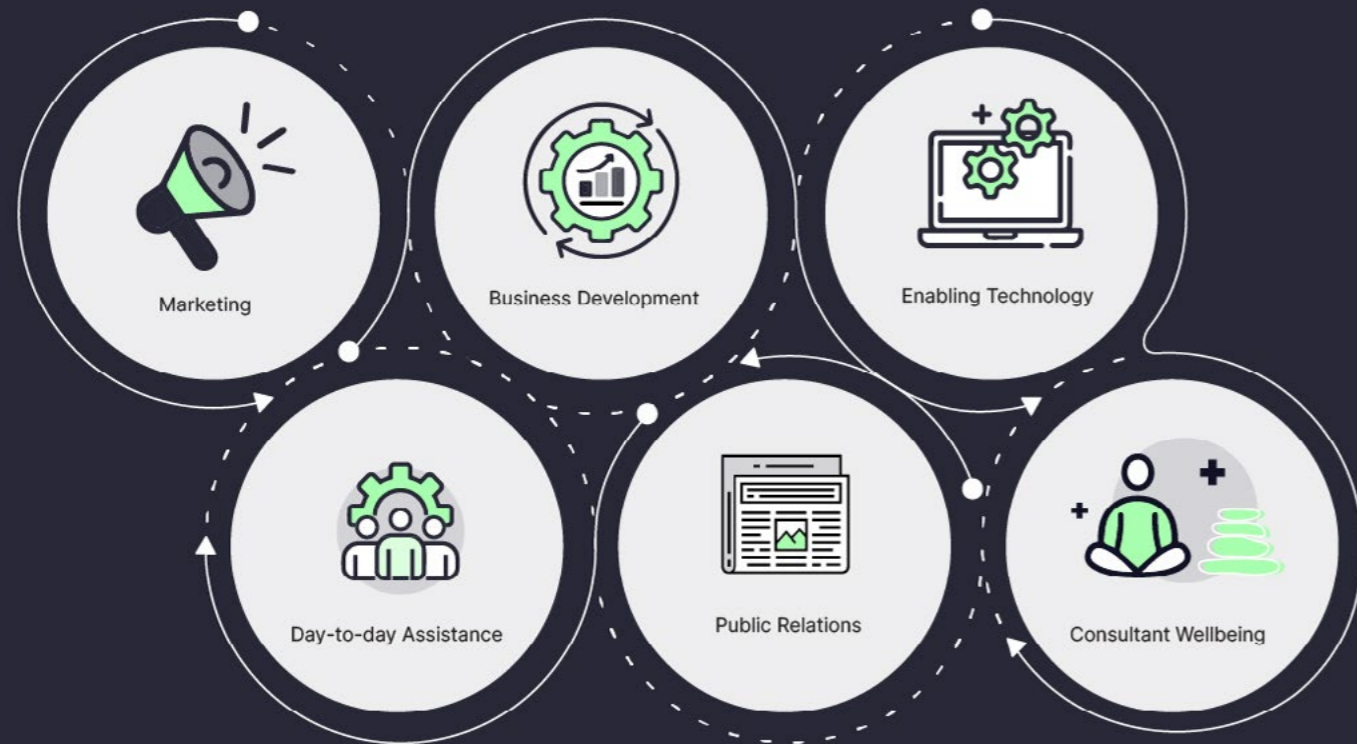 Marketing
Business Development
Enabling Technology
Day-to-day Assistance
Public Relations
Consultant Wellbeing